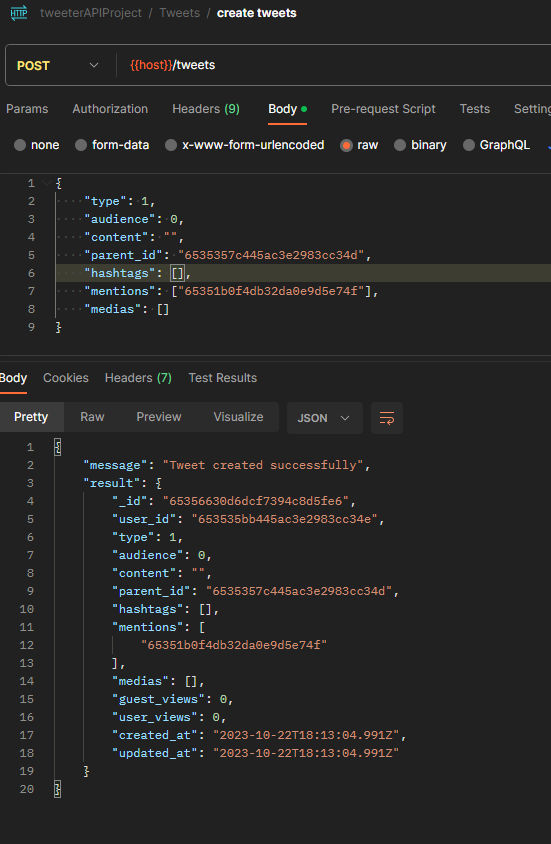 HTTP tweeterAPIProject / Tweets / create tweets
POST {{host}}/tweets
Params Authorization Headers (9) Body Pre-request Script Tests Setting
none form-data x-www-form-urlencoded raw binary GraphQL
1 {
2 "type": 1,
3 "audience": 0,
4 "content": "",
5 "parent_id": "6535357c445ac3e2983cc34d",
6 "hashtags": [],
7 "mentions": ["65351b0f4db32da0e9d5e74f"],
8 "medias": []
9 }
Body Cookies Headers (7) Test Results
Pretty Raw Preview Visualize JSON
1 {
2 "message": "Tweet created successfully",
3 "result": {
4 "_id": "65356630d6dcf7394c8d5fe6",
5 "user_id": "653535bb445ac3e2983cc34e",
6 "type": 1,
7 "audience": 0,
8 "content": "",
9 "parent_id": "6535357c445ac3e2983cc34d",
10 "hashtags": [],
11 "mentions": [
12 "65351b0f4db32da0e9d5e74f"
13 ],
14 "medias": [],
15 "guest_views": 0,
16 "user_views": 0,
17 "created_at": "2023-10-22T18:13:04.991Z",
18 "updated_at": "2023-10-22T18:13:04.991Z"
19 }
20 }